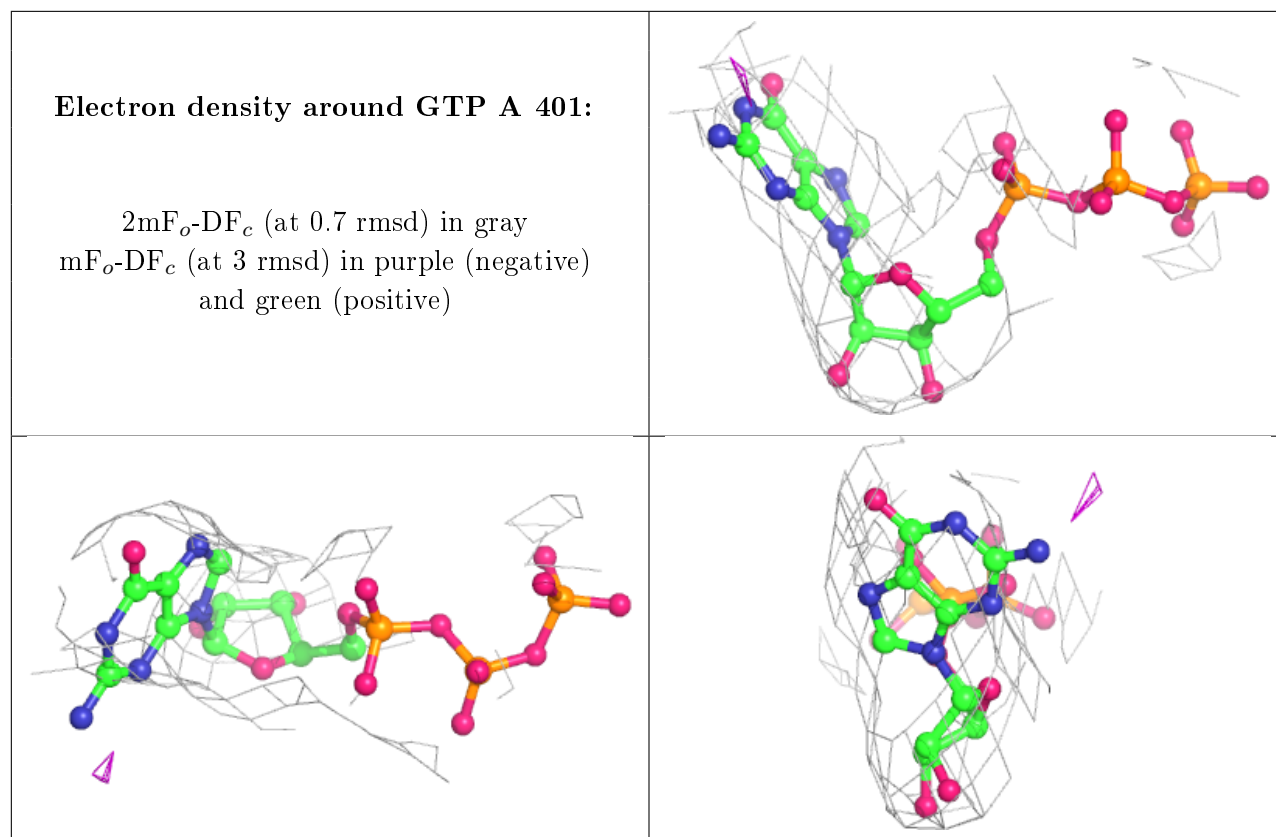 Electron density around GTP A 401:
2mFo-DFc (at 0.7 rmsd) in gray
mFo-DFc (at 3 rmsd) in purple (negative)
and green (positive)